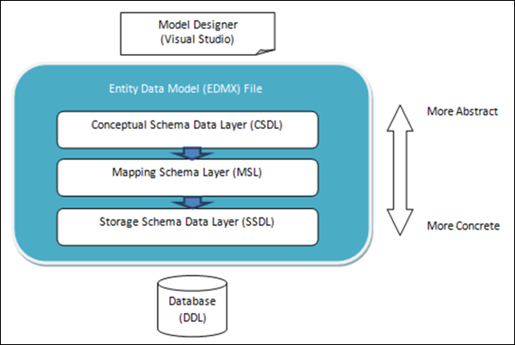 Model Designer
(Visual Studio)
Entity Data Model (EDMX) File
Conceptual Schema Data Layer (CSDL)
More Abstract
Mapping Schema Layer (MSL)
Storage Schema Data Layer (SSDL)
More Concrete
Database
(DDL)